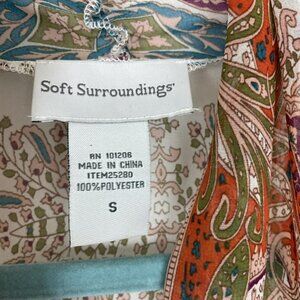 Soft Surroundings
RN 101206
MADE IN CHINA
ITEM25280
100%POLYESTER
S